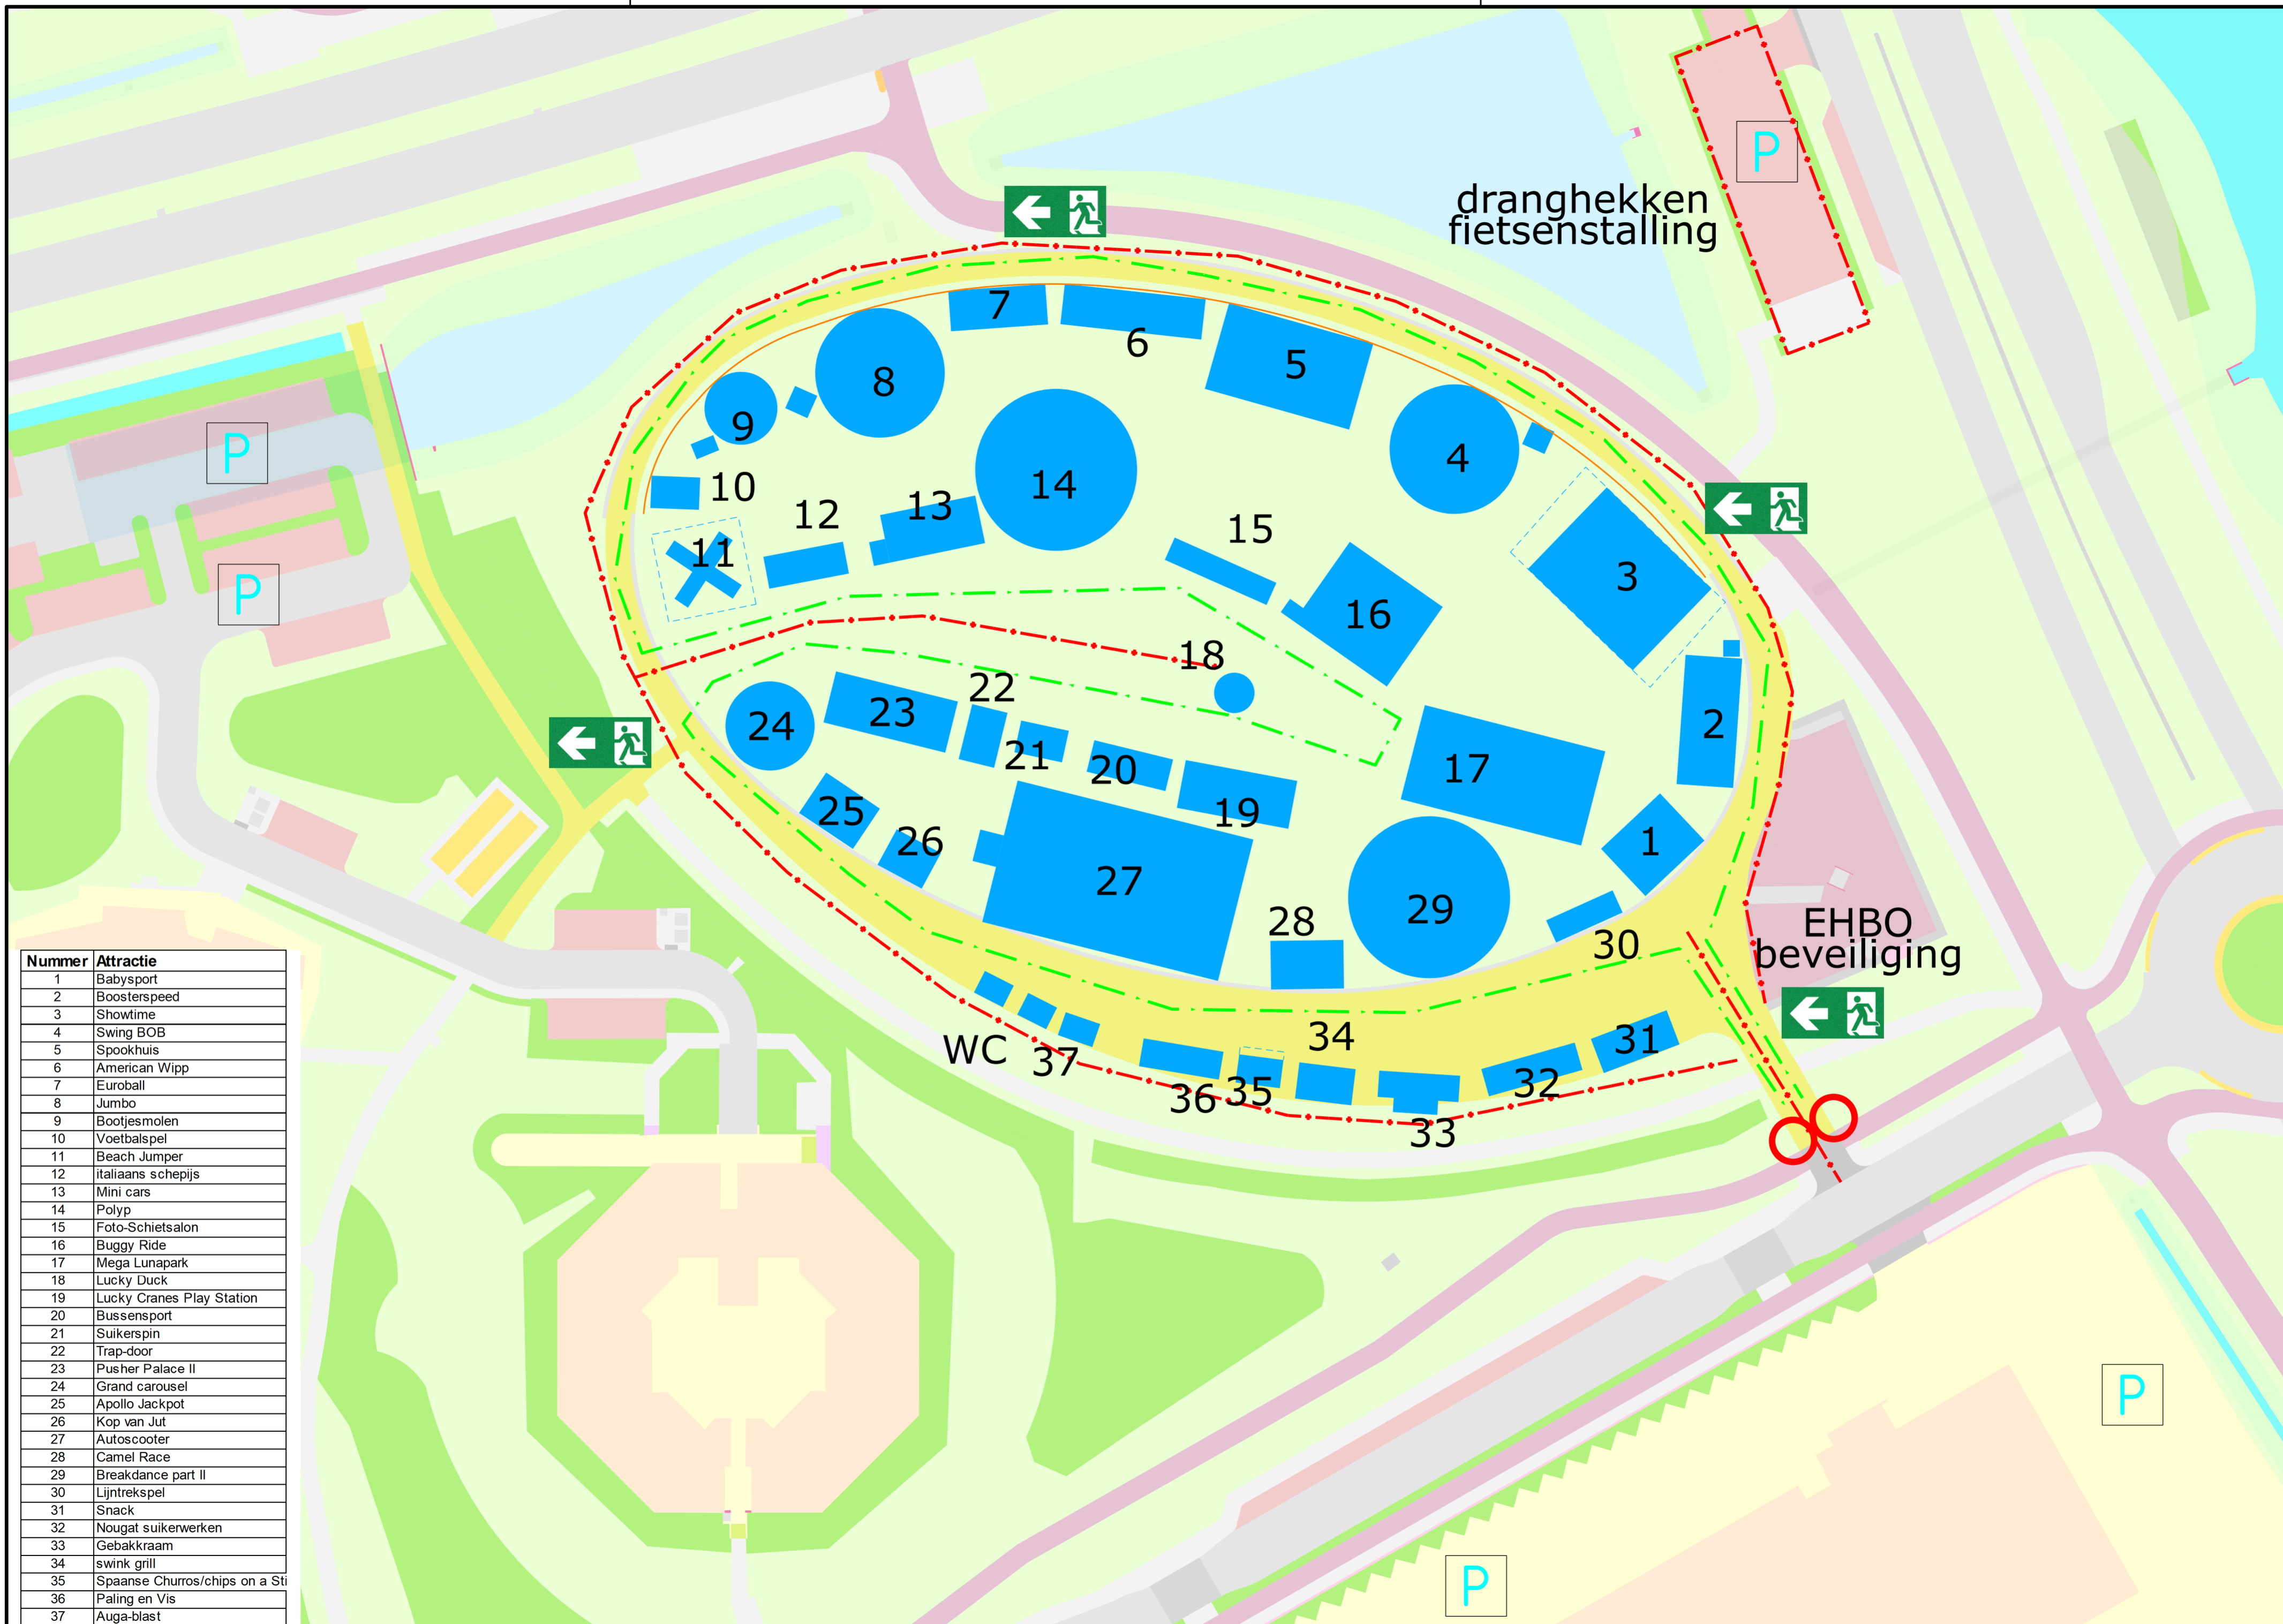 P
dranghekken
fietsenstalling
7
6
5
8
9
4
P
10
14
12
13
15
11
3
P
16
18
22
23
24
2
21
20
17
25
19
26
1
27
29
28
30
EHBO
beveiliging
34
31
WC
37
36
35
32
33
Nummer Attractie
1 Babysport
2 Boosterspeed
3 Showtime
4 Swing BOB
5 Spookhuis
6 American Wipp
7 Euroball
8 Jumbo
9 Bootjesmolen
10 Voetbalspel
11 Beach Jumper
12 italiaans schepijs
13 Mini cars
14 Polyp
15 Foto-Schietsalon
16 Buggy Ride
17 Mega Lunapark
18 Lucky Duck
19 Lucky Cranes Play Station
20 Bussensport
21 Suikerspin
22 Trap-door
23 Pusher Palace II
24 Grand carousel
25 Apollo Jackpot
26 Kop van Jut
27 Autoscooter
28 Camel Race
29 Breakdance part II
30 Lijntrekspel
31 Snack
32 Nougat suikerwerken
33 Gebakkraam
34 swink grill
35 Spaanse Churros/chips on a Sti
36 Paling en Vis
37 Auga-blast
P
P